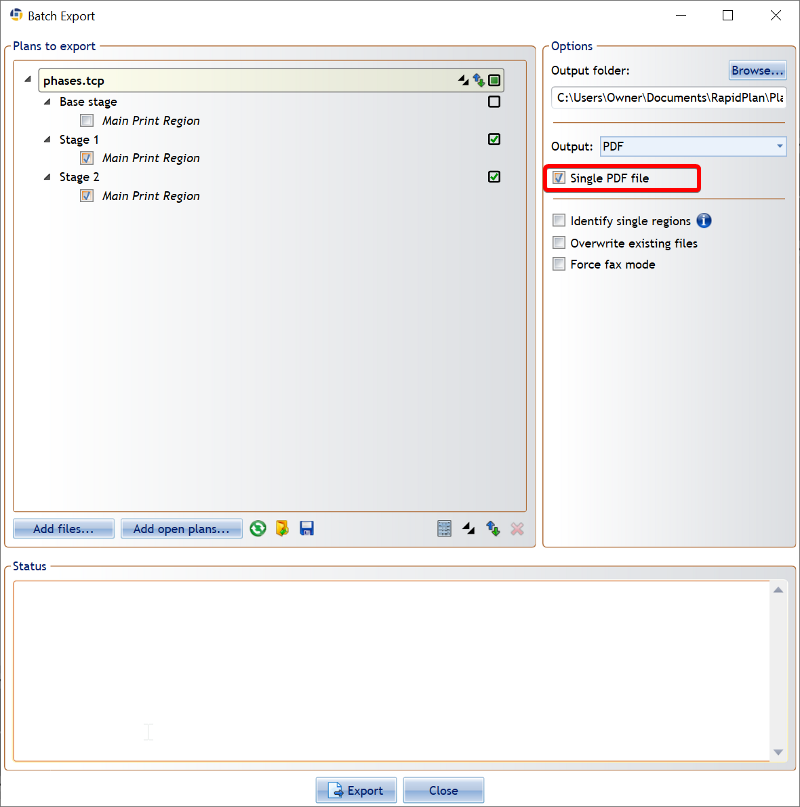 Batch Export
Plans to export
phases.tcp
Base stage
Main Print Region
Stage 1
Main Print Region
Stage 2
Main Print Region
Add files...
Add open plans...
Options
Output folder:
Browse...
C:\Users\Owner\Documents\RapidPlan\Pla
Output:
PDF
Single PDF file
Identify single regions
Overwrite existing files
Force fax mode
Status
Export
Close